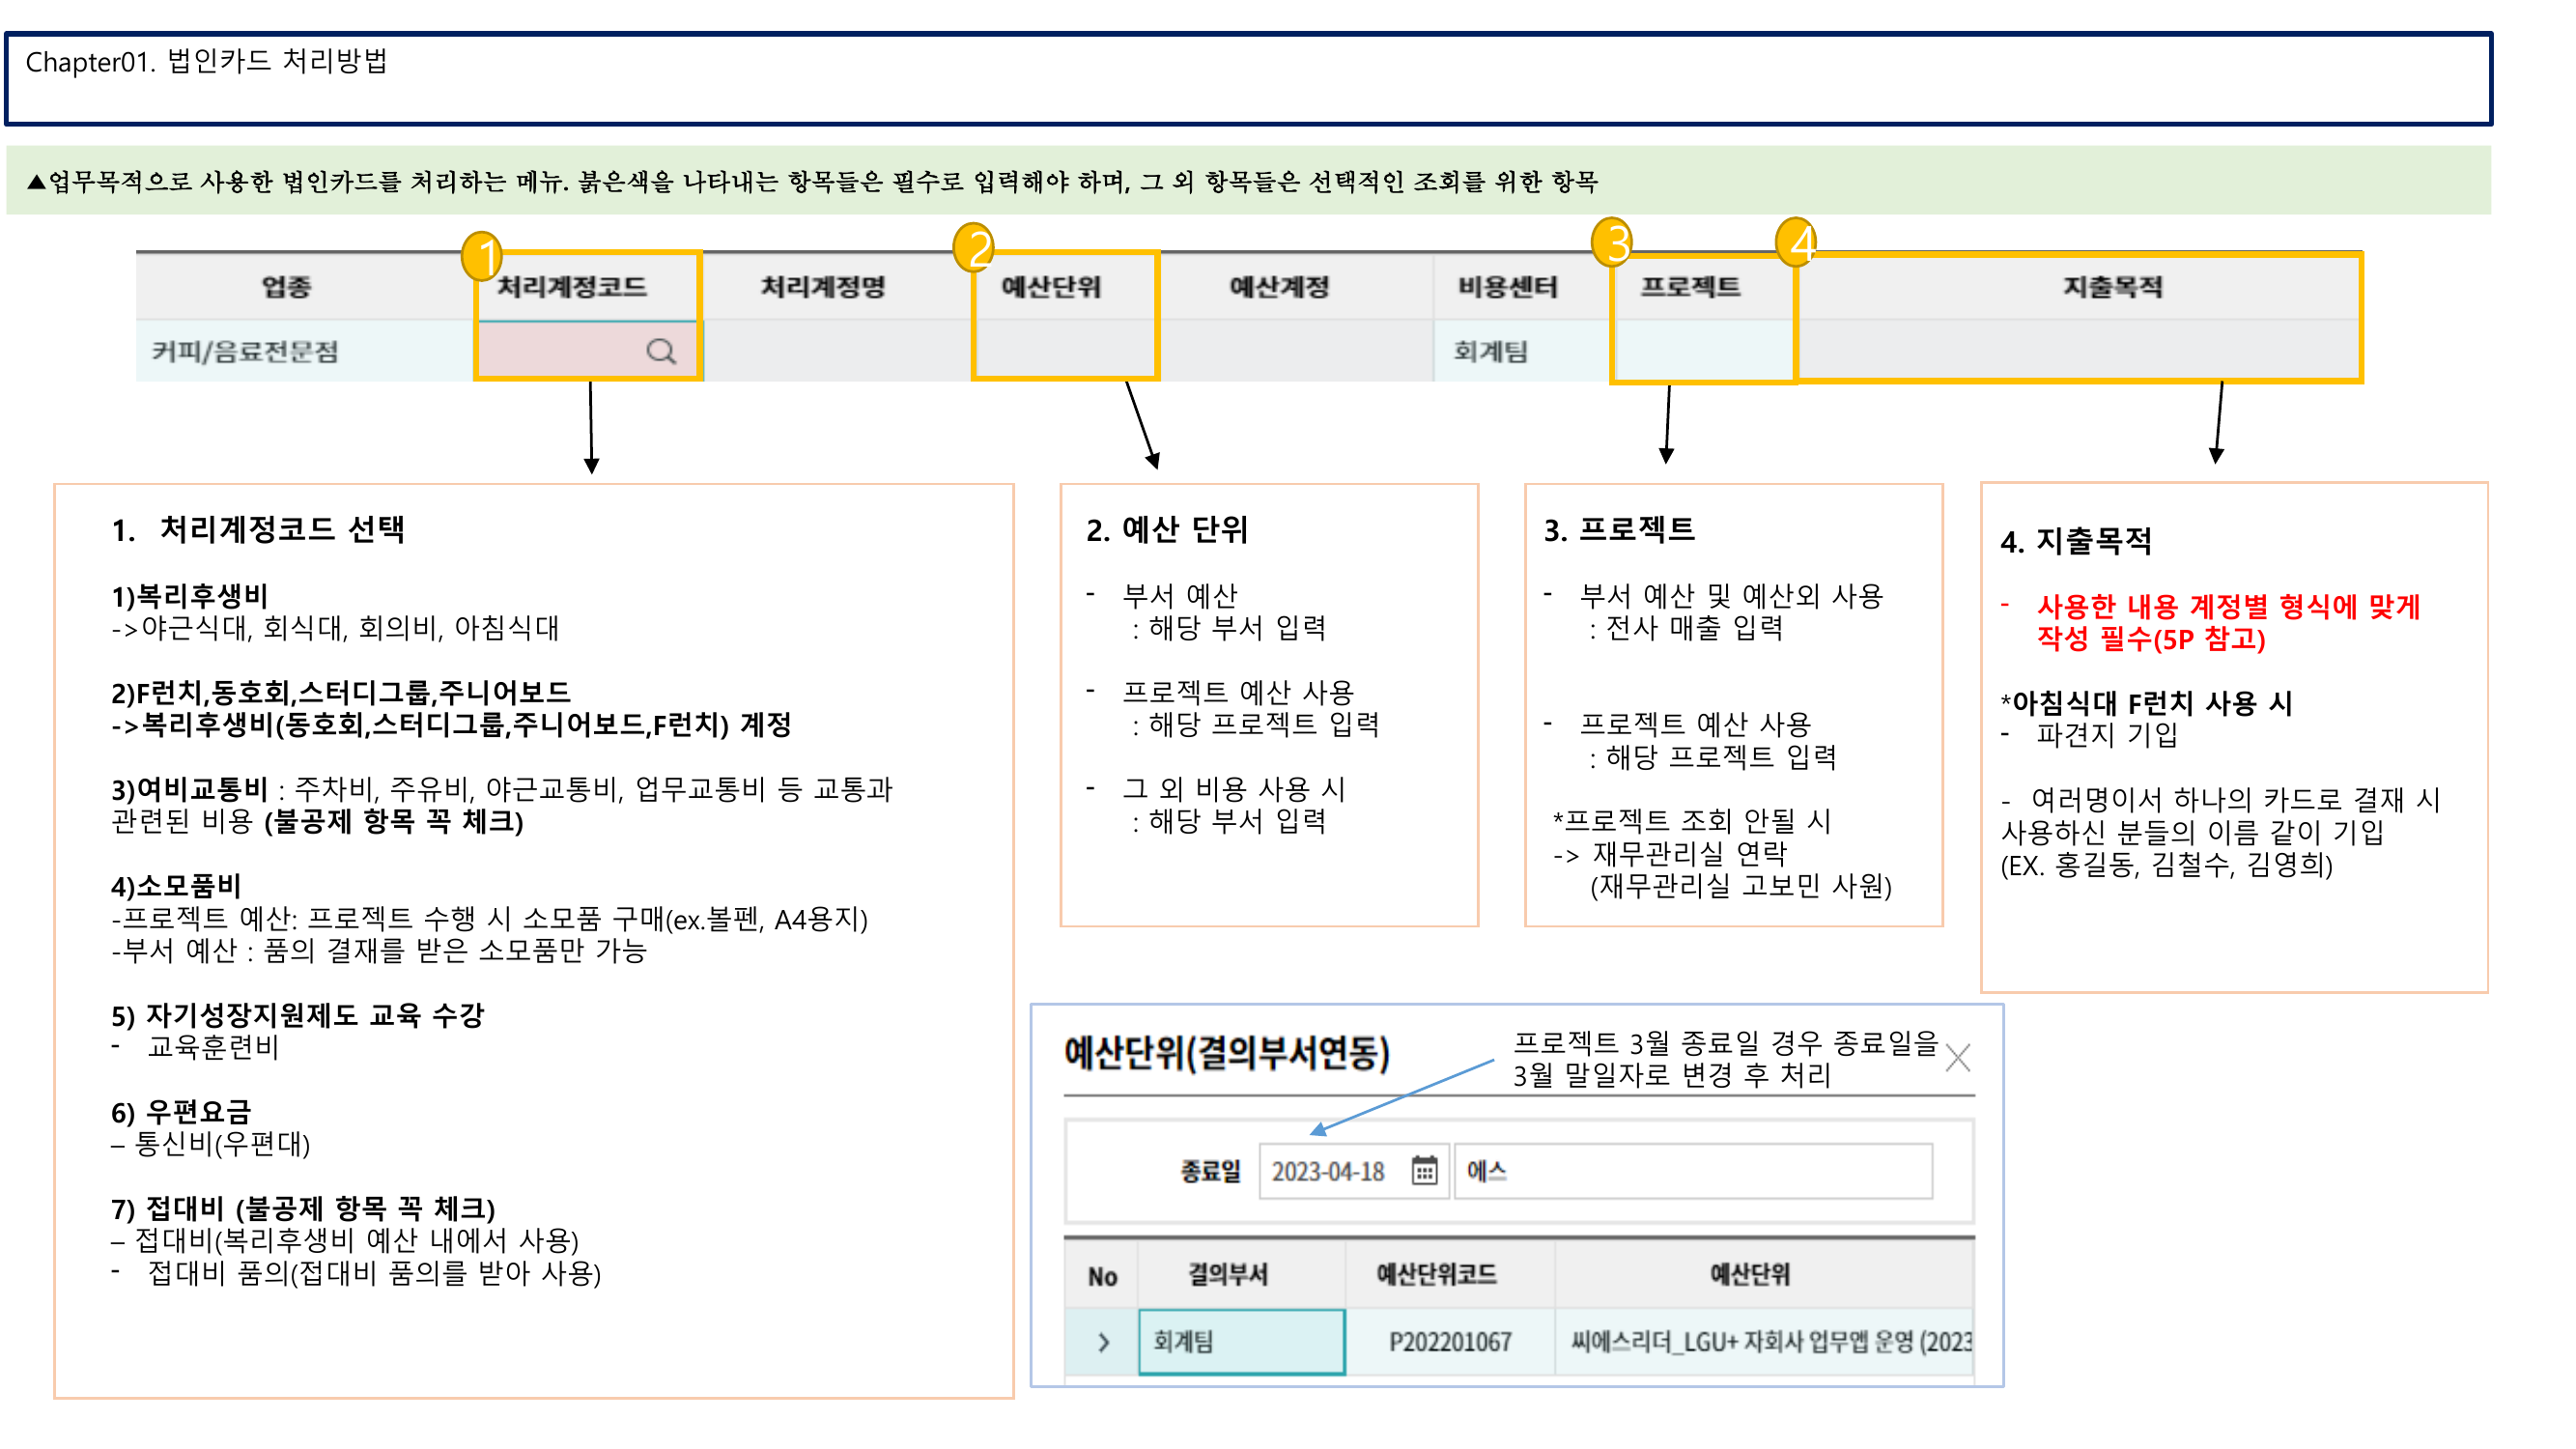 Chapter01. 법인카드 처리방법
▲업무목적으로 사용한 법인카드를 처리하는 메뉴. 붉은색을 나타내는 항목들은 필수로 입력해야 하며, 그 외 항목들은 선택적인 조회를 위한 항목
1 2 3 4
업종 처리계정코드 처리계정명 예산단위 예산계정 비용센터 프로젝트 지출목적
커피/음료전문점 회계팀
1. 처리계정코드 선택
1)복리후생비
->야근식대, 회식대, 회의비, 아침식대
2)F런치,동호회,스터디그룹,주니어보드
->복리후생비(동호회,스터디그룹,주니어보드,F런치) 계정
3)여비교통비 : 주차비, 주유비, 야근교통비, 업무교통비 등 교통과
관련된 비용 (불공제 항목 꼭 체크)
4)소모품비
-프로젝트 예산: 프로젝트 수행 시 소모품 구매(ex.볼펜, A4용지)
-부서 예산 : 품의 결재를 받은 소모품만 가능
5) 자기성장지원제도 교육 수강
- 교육훈련비
6) 우편요금
– 통신비(우편대)
7) 접대비 (불공제 항목 꼭 체크)
– 접대비(복리후생비 예산 내에서 사용)
- 접대비 품의(접대비 품의를 받아 사용)
2. 예산 단위
- 부서 예산
: 해당 부서 입력
- 프로젝트 예산 사용
: 해당 프로젝트 입력
- 그 외 비용 사용 시
: 해당 부서 입력
3. 프로젝트
- 부서 예산 및 예산외 사용
: 전사 매출 입력
- 프로젝트 예산 사용
: 해당 프로젝트 입력
*프로젝트 조회 안될 시
-> 재무관리실 연락
(재무관리실 고보민 사원)
4. 지출목적
- 사용한 내용 계정별 형식에 맞게
작성 필수(5P 참고)
*아침식대 F런치 사용 시
- 파견지 기입
- 여러명이서 하나의 카드로 결재 시
사용하신 분들의 이름 같이 기입
(EX. 홍길동, 김철수, 김영희)
예산단위(결의부서연동)
프로젝트 3월 종료일 경우 종료일을
3월 말일자로 변경 후 처리
종료일 2023-04-18 에스
No 결의부서 예산단위코드 예산단위
회계팀 P202201067 씨에스리더_LGU+ 자회사 업무앱 운영 (2023